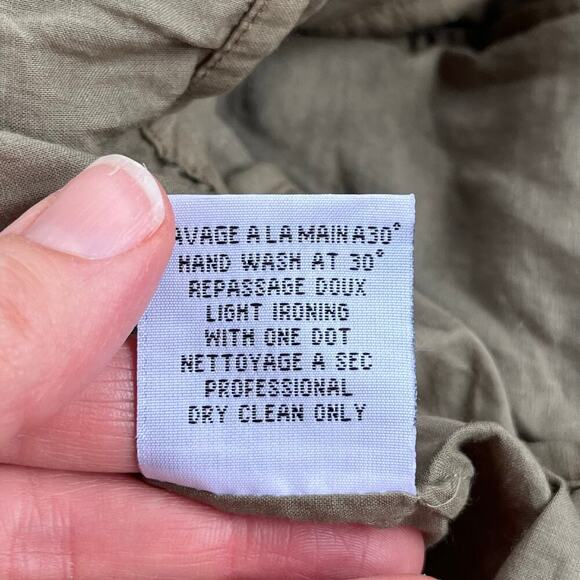 AVAGE A LA MAIN A30°
HAND WASH AT 30°
REPASSAGE DOUX
LIGHT IRONING
WITH ONE DOT
NETTOYAGE A SEC
PROFESSIONAL
DRY CLEAN ONLY